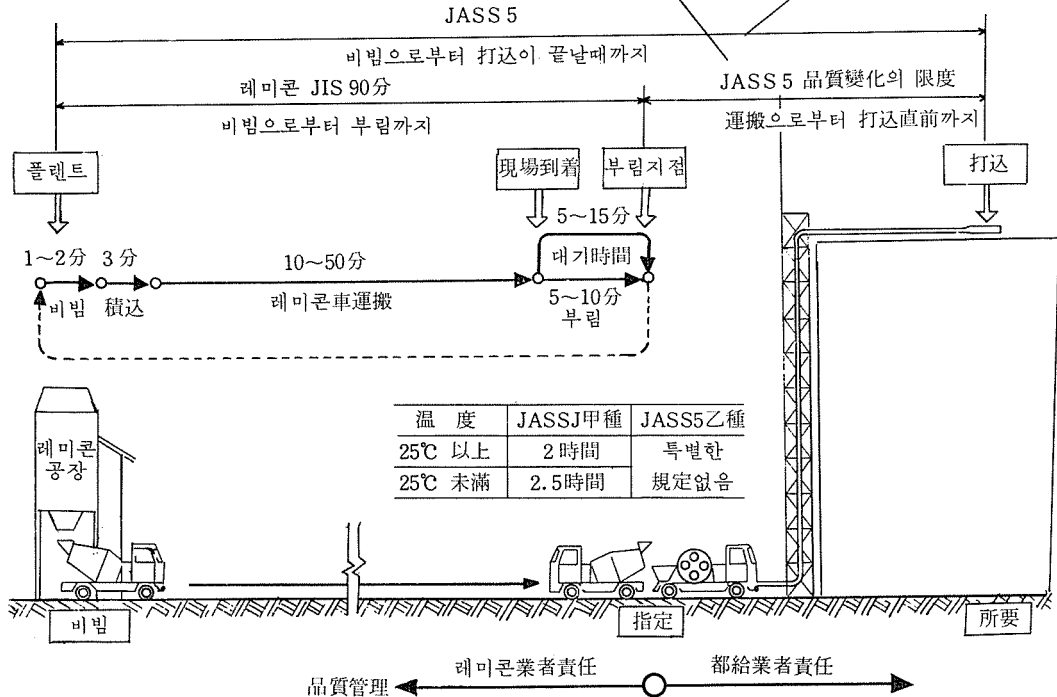 JASS 5
비빔으로부터 打込이 끝날때까지
레미콘 JIS 90分
JASS 5 品質變化의 限度
비빔으로부터 부림까지
運搬으로부터 打込直前까지
플랜트
現場到着
부림지점
打込
5~15分
1~2分
3分
10~50分
대기時間
비빔
積込
레미콘車運搬
5~10分
부림
温 度 JASSJ甲種 JASS5乙種
25℃ 以上 2時間 특별한
25℃ 未滿 2.5時間 規定없음
레미콘
공장
비빔
指定
所要
品質管理
레미콘業者責任
都給業者責任